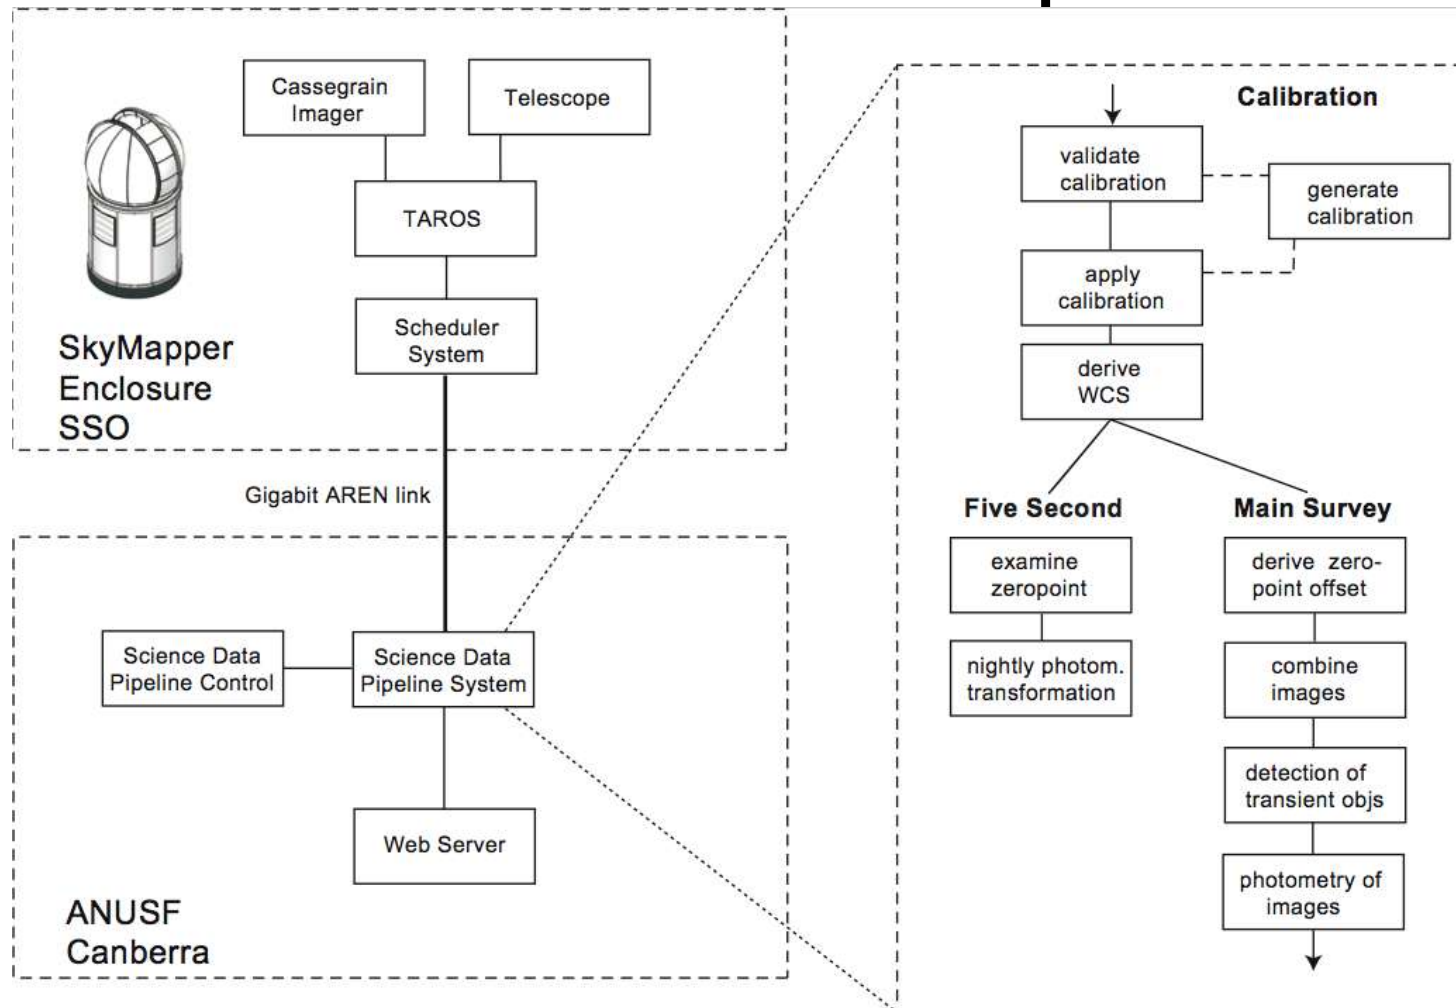 Cassegrain
Imager
Telescope
TAROS
Scheduler
System
SkyMapper
Enclosure
SSO
Gigabit AREN link
Science Data
Pipeline Control
Science Data
Pipeline System
Web Server
ANUSF
Canberra
Calibration
validate
calibration
generate
calibration
apply
calibration
derive
WCS
Five Second
examine
zeropoint
nightly photom.
transformation
Main Survey
derive zero-
point offset
combine
images
detection of
transient objs
photometry of
images